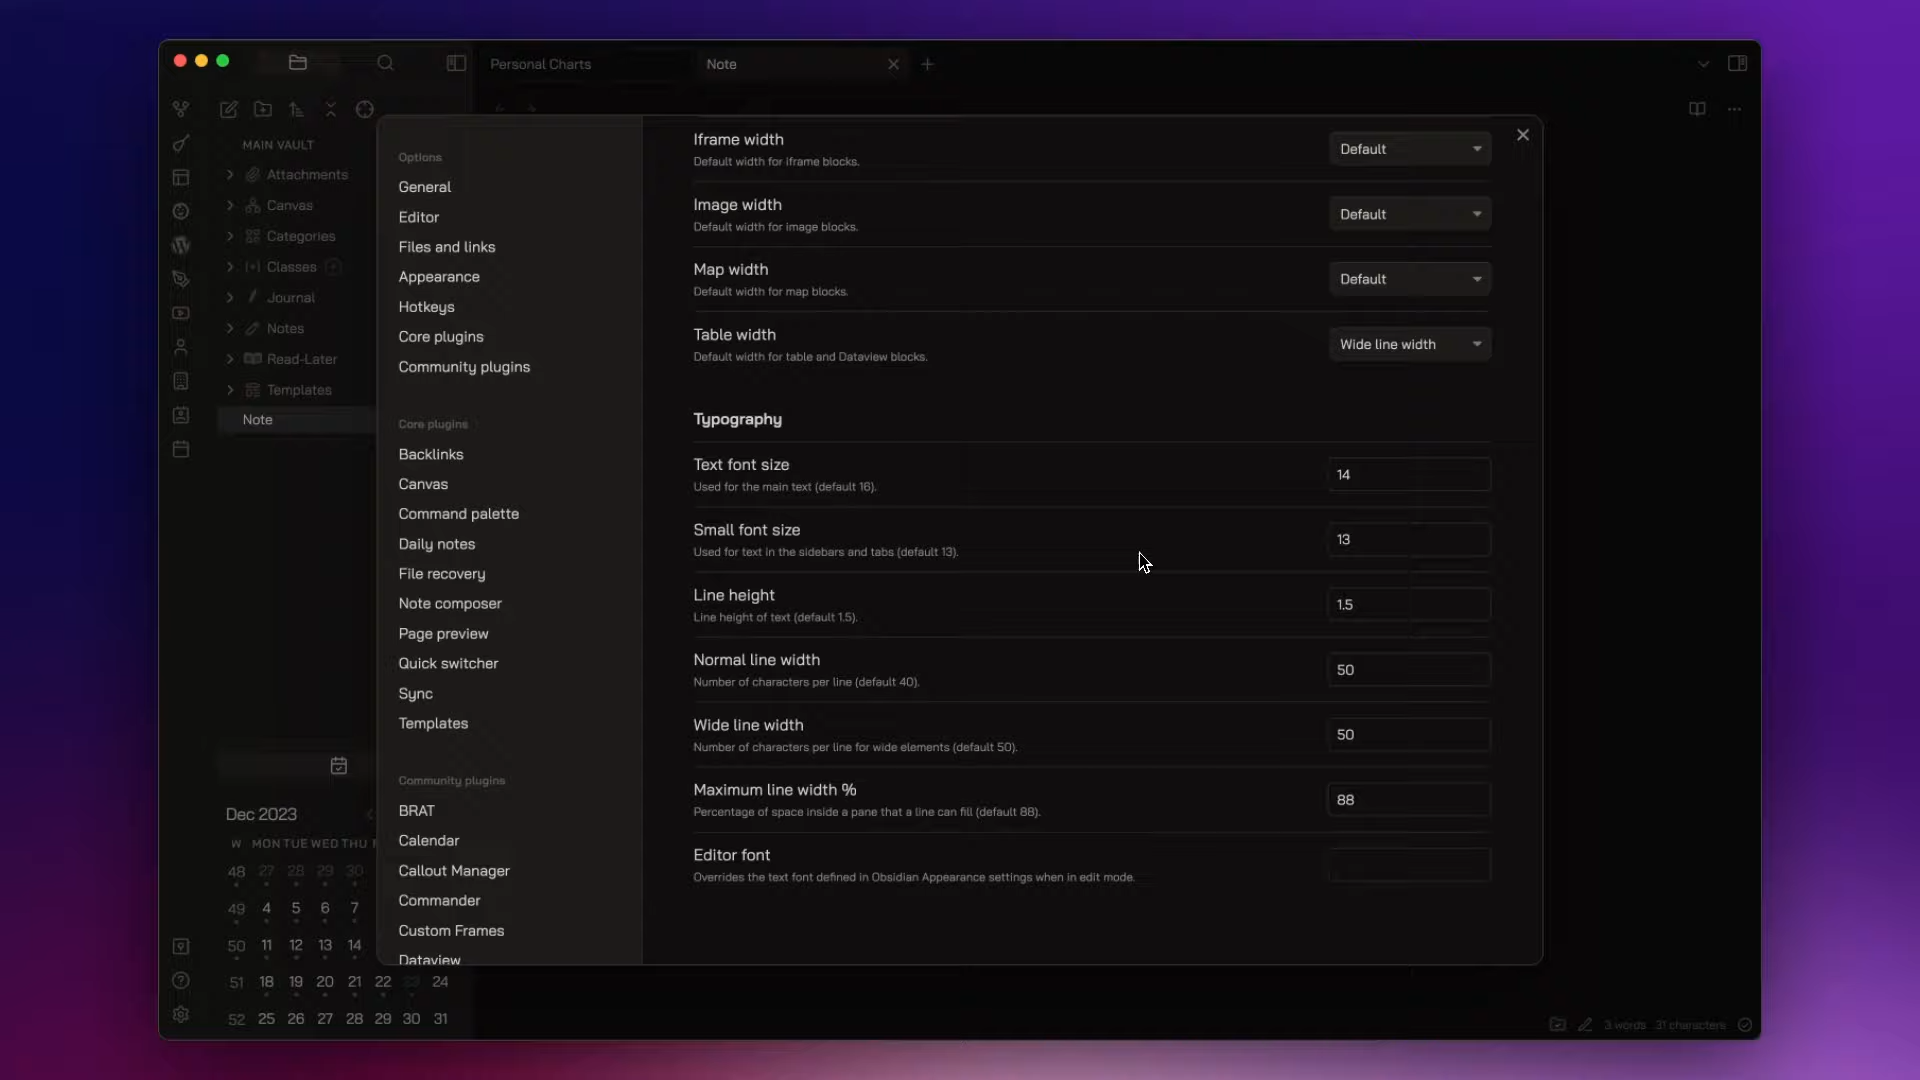 Personal Charts
Note
MAIN VAULT
Attachments
Canvas
Categories
Classes
Journal
Notes
Read-Later
Templates
Note
Dec 2023
W MON TUE WED THU F
48 27 28 29 30
49 4 5 6 7
50 11 12 13 14
51 18 19 20 21 22 23 24
52 25 26 27 28 29 30 31
Options
General
Editor
Files and links
Appearance
Hotkeys
Core plugins
Community plugins
Core plugins
Backlinks
Canvas
Command palette
Daily notes
File recovery
Note composer
Page preview
Quick switcher
Sync
Templates
Community plugins
BRAT
Calendar
Callout Manager
Commander
Custom Frames
Dataview
Iframe width
Default width for iframe blocks.
Default
Image width
Default width for image blocks.
Default
Map width
Default width for map blocks.
Default
Table width
Default width for table and Dataview blocks.
Wide line width
Typography
Text font size
Used for the main text (default 16).
14
Small font size
Used for text in the sidebars and tabs (default 13).
13
Line height
Line height of text (default 1.5).
1.5
Normal line width
Number of characters per line (default 40).
50
Wide line width
Number of characters per line for wide elements (default 50).
50
Maximum line width %
Percentage of space inside a pane that a line can fill (default 88).
88
Editor font
Overrides the text font defined in Obsidian Appearance settings when in edit mode.
3 words 31 characters